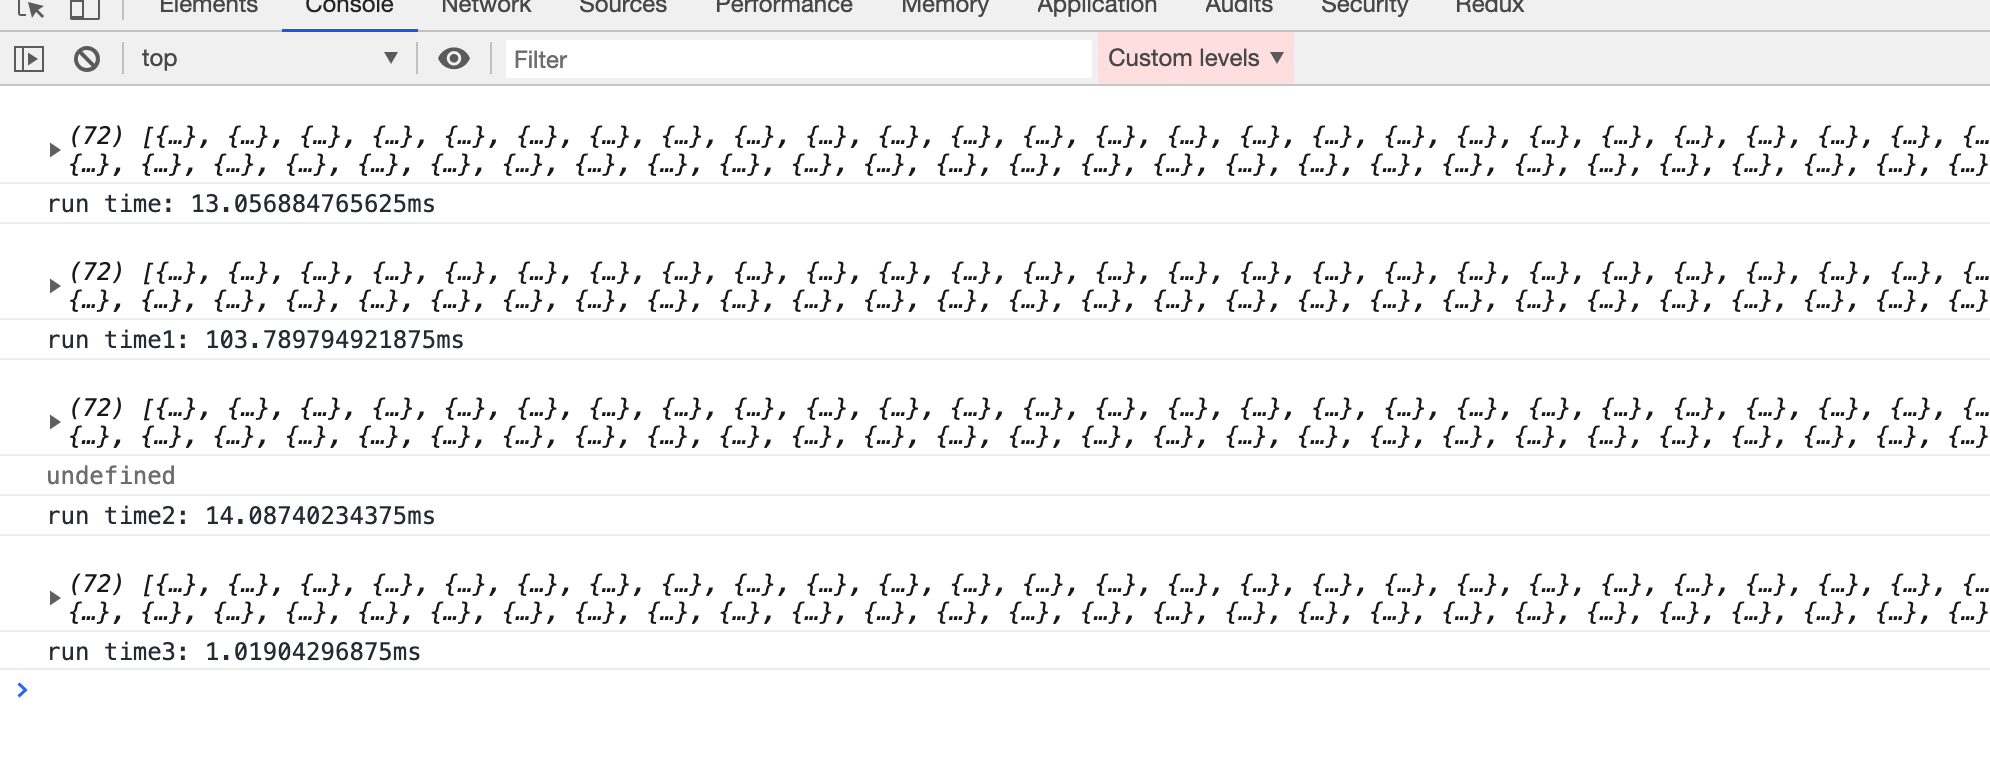 Elements Console Network Sources Performance Memory Application Audits Security Redux
top Filter Custom levels
(72) [{…}, {…}, {…}, {…}, {…}, {…}, {…}, {…}, {…}, {…}, {…}, {…}, {…}, {…}, {…}, {…}, {…}, {…}, {…}, {…}, {…}, {…}, {…}, {…}, {…}, {…
{…}, {…}, {…}, {…}, {…}, {…}, {…}, {…}, {…}, {…}, {…}, {…}, {…}, {…}, {…}, {…}, {…}, {…}, {…}, {…}, {…}, {…}, {…}, {…}, {…}, {…}, {…}
run time: 13.056884765625ms
(72) [{…}, {…}, {…}, {…}, {…}, {…}, {…}, {…}, {…}, {…}, {…}, {…}, {…}, {…}, {…}, {…}, {…}, {…}, {…}, {…}, {…}, {…}, {…}, {…}, {…}, {…
{…}, {…}, {…}, {…}, {…}, {…}, {…}, {…}, {…}, {…}, {…}, {…}, {…}, {…}, {…}, {…}, {…}, {…}, {…}, {…}, {…}, {…}, {…}, {…}, {…}, {…}, {…}
run time1: 103.789794921875ms
(72) [{…}, {…}, {…}, {…}, {…}, {…}, {…}, {…}, {…}, {…}, {…}, {…}, {…}, {…}, {…}, {…}, {…}, {…}, {…}, {…}, {…}, {…}, {…}, {…}, {…}, {…
{…}, {…}, {…}, {…}, {…}, {…}, {…}, {…}, {…}, {…}, {…}, {…}, {…}, {…}, {…}, {…}, {…}, {…}, {…}, {…}, {…}, {…}, {…}, {…}, {…}, {…}, {…}
undefined
run time2: 14.08740234375ms
(72) [{…}, {…}, {…}, {…}, {…}, {…}, {…}, {…}, {…}, {…}, {…}, {…}, {…}, {…}, {…}, {…}, {…}, {…}, {…}, {…}, {…}, {…}, {…}, {…}, {…}, {…
{…}, {…}, {…}, {…}, {…}, {…}, {…}, {…}, {…}, {…}, {…}, {…}, {…}, {…}, {…}, {…}, {…}, {…}, {…}, {…}, {…}, {…}, {…}, {…}, {…}, {…}, {…}
run time3: 1.01904296875ms